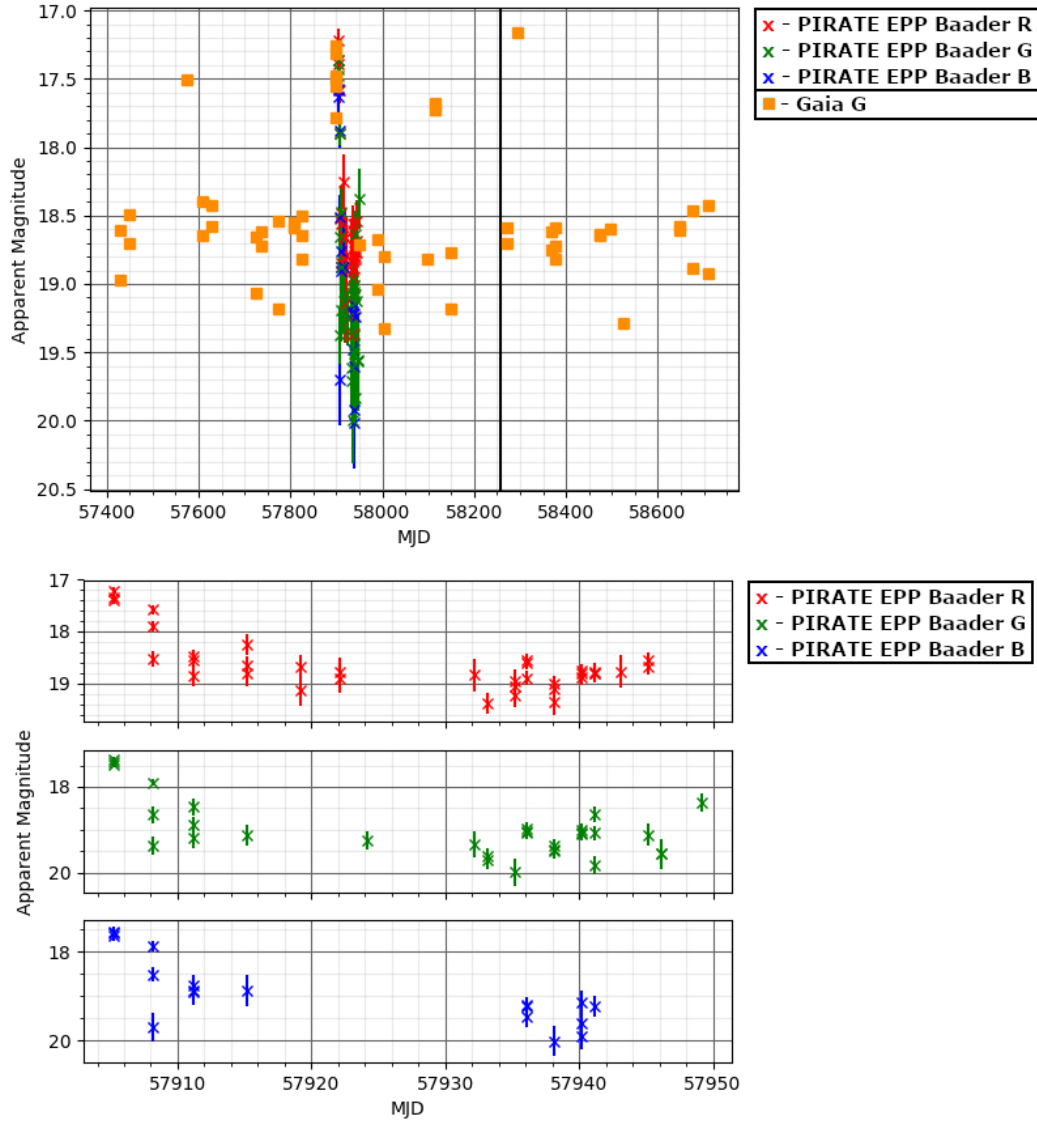 17.0
17.5
18.0
18.5
19.0
19.5
20.0
20.5
Apparent Magnitude
57400 57600 57800 58000 58200 58400 58600
MJD
x - PIRATE EPP Baader R
x - PIRATE EPP Baader G
x - PIRATE EPP Baader B
- Gaia G
17
18
19
18
20
18
20
Apparent Magnitude
57910 57920 57930 57940 57950
MJD
x - PIRATE EPP Baader R
x - PIRATE EPP Baader G
x - PIRATE EPP Baader B